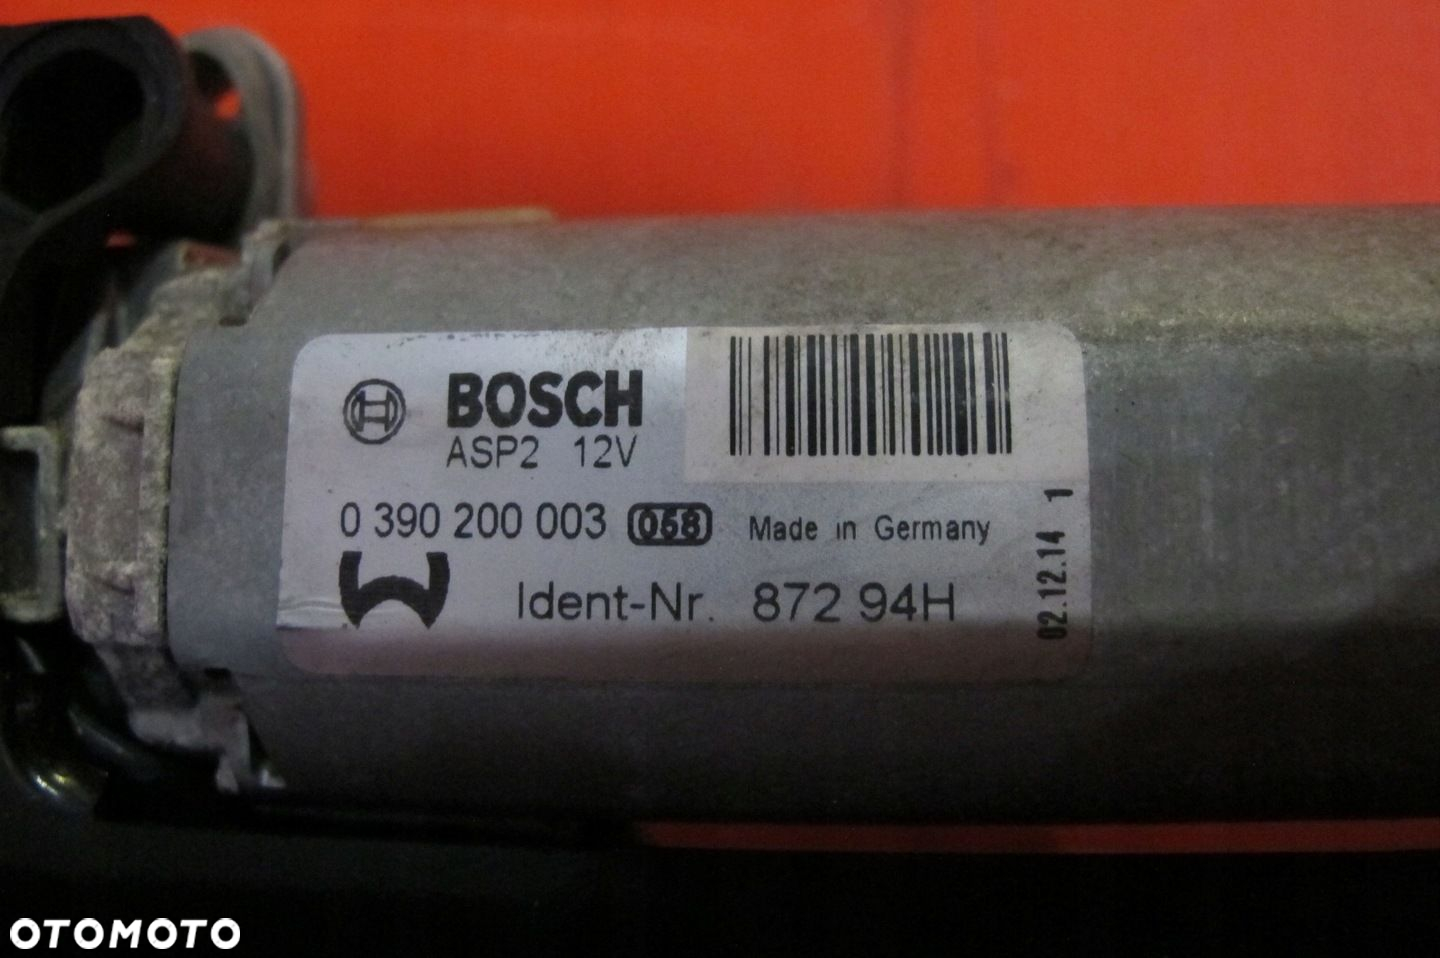 BOSCH
ASP2 12V
0 390 200 003 068 Made in Germany
Ident-Nr. 872 94H
02.12.14 1
OTOMOTO